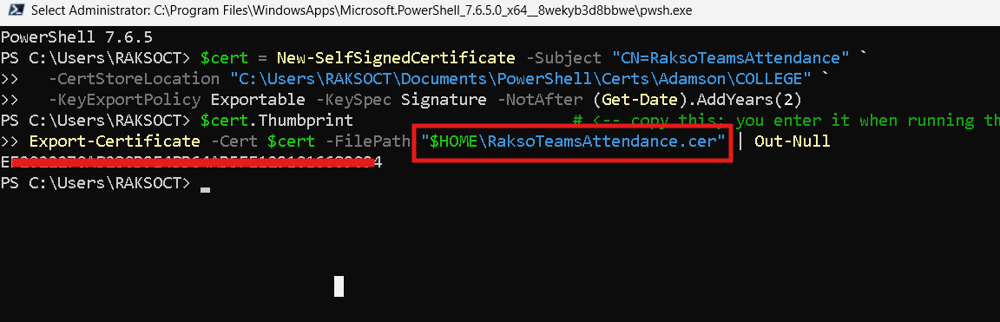 Select Administrator: C:\Program Files\WindowsApps\Microsoft.PowerShell_7.6.5.0_x64__8wekyb3d8bbwe\pwsh.exe
PowerShell 7.6.5
PS C:\Users\RAKSOCT> $cert = New-SelfSignedCertificate -Subject "CN=RaksoTeamsAttendance" `
>>   -CertStoreLocation "C:\Users\RAKSOCT\Documents\PowerShell\Certs\Adamson\COLLEGE" `
>>   -KeyExportPolicy Exportable -KeySpec Signature -NotAfter (Get-Date).AddYears(2)
PS C:\Users\RAKSOCT> $cert.Thumbprint # <-- copy this; you enter it when running th
>> Export-Certificate -Cert $cert -FilePath "$HOME\RaksoTeamsAttendance.cer" | Out-Null
PS C:\Users\RAKSOCT>